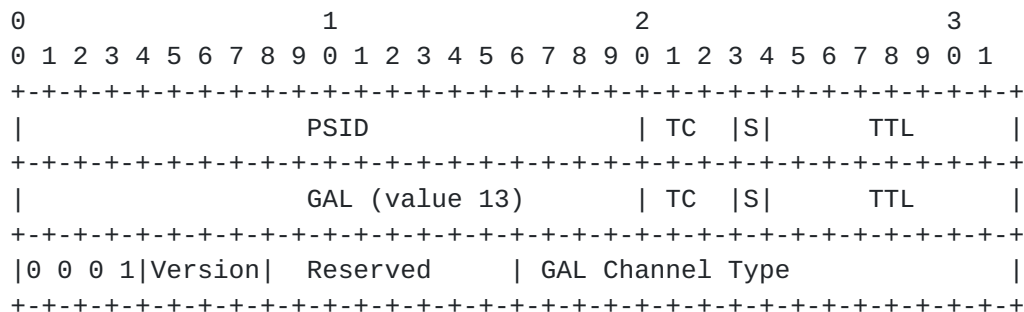 0                   1                   2                   3
0 1 2 3 4 5 6 7 8 9 0 1 2 3 4 5 6 7 8 9 0 1 2 3 4 5 6 7 8 9 0 1
+-+-+-+-+-+-+-+-+-+-+-+-+-+-+-+-+-+-+-+-+-+-+-+-+-+-+-+-+-+-+-+-+
|                  PSID                 | TC  |S|      TTL      |
+-+-+-+-+-+-+-+-+-+-+-+-+-+-+-+-+-+-+-+-+-+-+-+-+-+-+-+-+-+-+-+-+
|                  GAL (value 13)       | TC  |S|      TTL      |
+-+-+-+-+-+-+-+-+-+-+-+-+-+-+-+-+-+-+-+-+-+-+-+-+-+-+-+-+-+-+-+-+
|0 0 0 1|Version|  Reserved     | GAL Channel Type              |
+-+-+-+-+-+-+-+-+-+-+-+-+-+-+-+-+-+-+-+-+-+-+-+-+-+-+-+-+-+-+-+-+